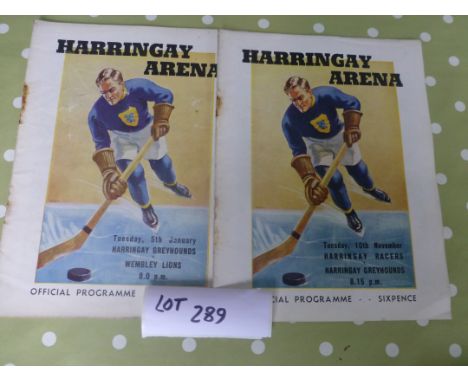 HARRINGAY
ARENA
Tuesday, 5th January
HARRINGAY GREYHOUNDS
v
WEMBLEY LIONS
8.0 p.m.
OFFICIAL PROGRAMME
HARRINGAY
ARENA
Tuesday, 10th November
HARRINGAY RACERS
v
HARRINGAY GREYHOUNDS
8.15 p.m.
OFFICIAL PROGRAMME - - SIXPENCE
LOT 289